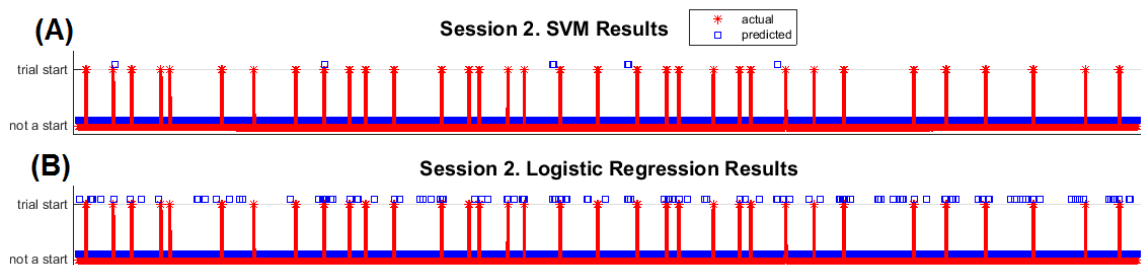 (A)
Session 2. SVM Results
actual
predicted
trial start
not a start
(B)
Session 2. Logistic Regression Results
trial start
not a start